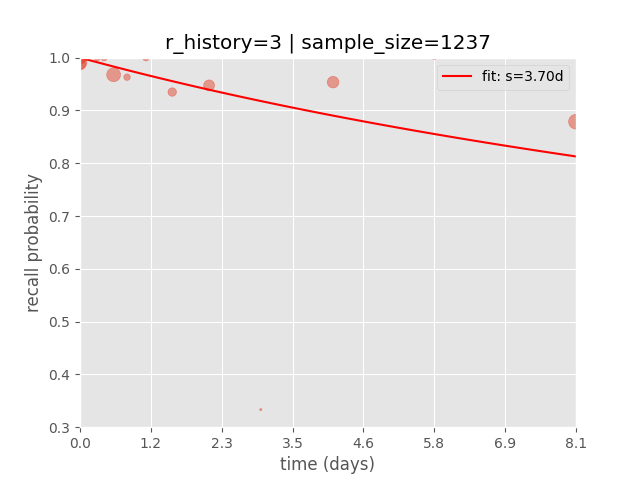 r_history=3 | sample_size=1237
fit: s=3.70d
recall probability
1.0
0.9
0.8
0.7
0.6
0.5
0.4
0.3
0.0 1.2 2.3 3.5 4.6 5.8 6.9 8.1
time (days)